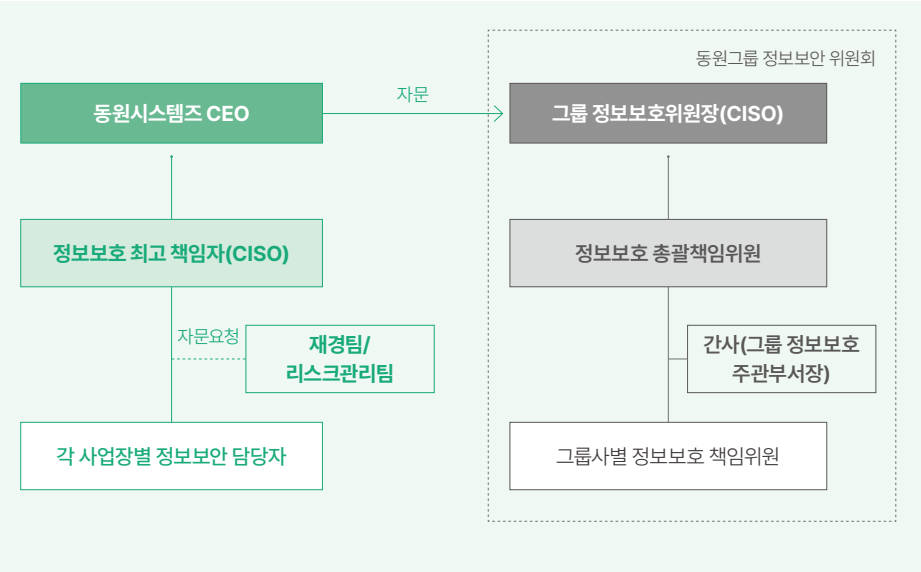 동원그룹 정보보안 위원회
동원시스템즈 CEO
자문
그룹 정보보호위원장(CISO)
정보보호 최고 책임자(CISO)
정보보호 총괄책임위원
자문요청
재경팀/
리스크관리팀
간사(그룹 정보보호
주관부서장)
각 사업장별 정보보안 담당자
그룹사별 정보보호 책임위원